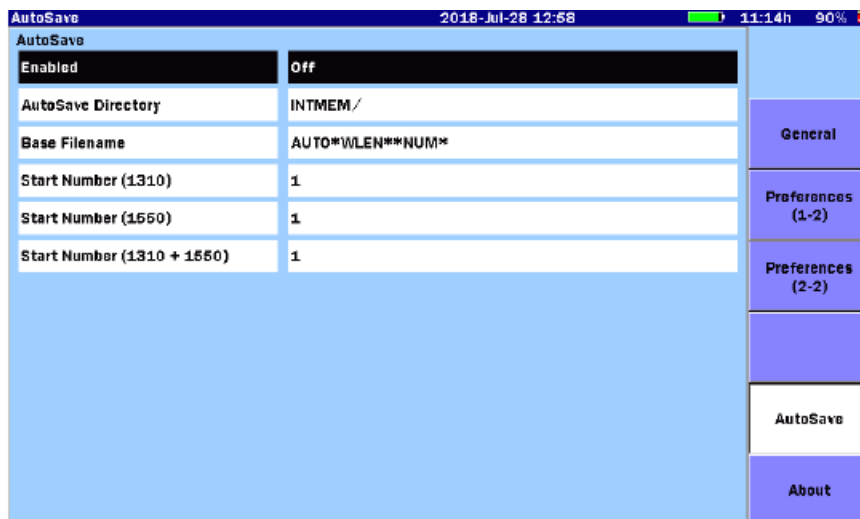 AutoSave 2018-Jul-28 12:58 11:14h 90%
AutoSave
Enabled Off
AutoSave Directory INTMEM/
Base Filename AUTO*WLEN**NUM*
Start Number (1310) 1
Start Number (1550) 1
Start Number (1310 + 1550) 1
General
Preferences
(1-2)
Preferences
(2-2)
AutoSave
About